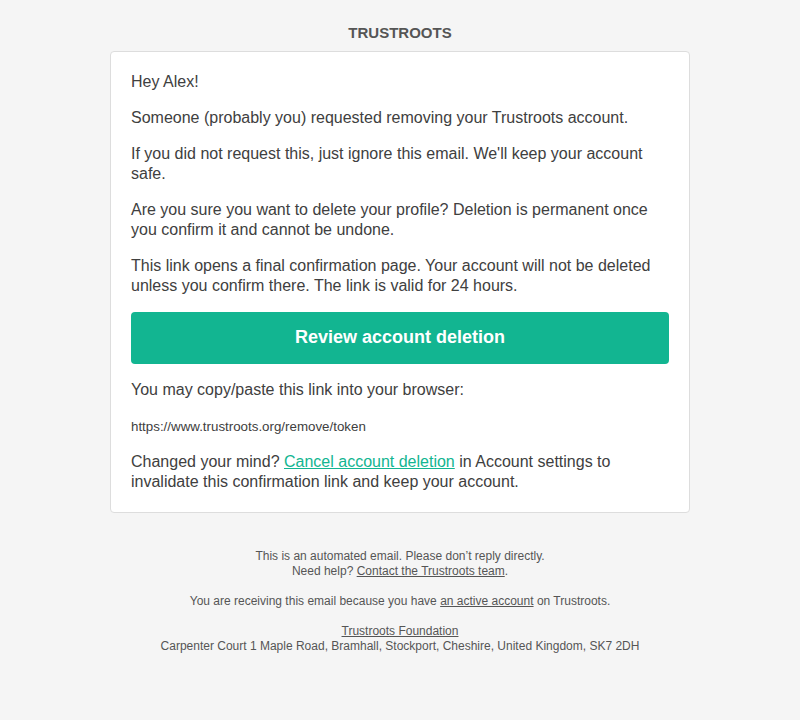 TRUSTROOTS
Hey Alex!
Someone (probably you) requested removing your Trustroots account.
If you did not request this, just ignore this email. We'll keep your account
safe.
Are you sure you want to delete your profile? Deletion is permanent once
you confirm it and cannot be undone.
This link opens a final confirmation page. Your account will not be deleted
unless you confirm there. The link is valid for 24 hours.
Review account deletion
You may copy/paste this link into your browser:
https://www.trustroots.org/remove/token
Changed your mind? Cancel account deletion in Account settings to
invalidate this confirmation link and keep your account.
This is an automated email. Please don’t reply directly.
Need help? Contact the Trustroots team.
You are receiving this email because you have an active account on Trustroots.
Trustroots Foundation
Carpenter Court 1 Maple Road, Bramhall, Stockport, Cheshire, United Kingdom, SK7 2DH